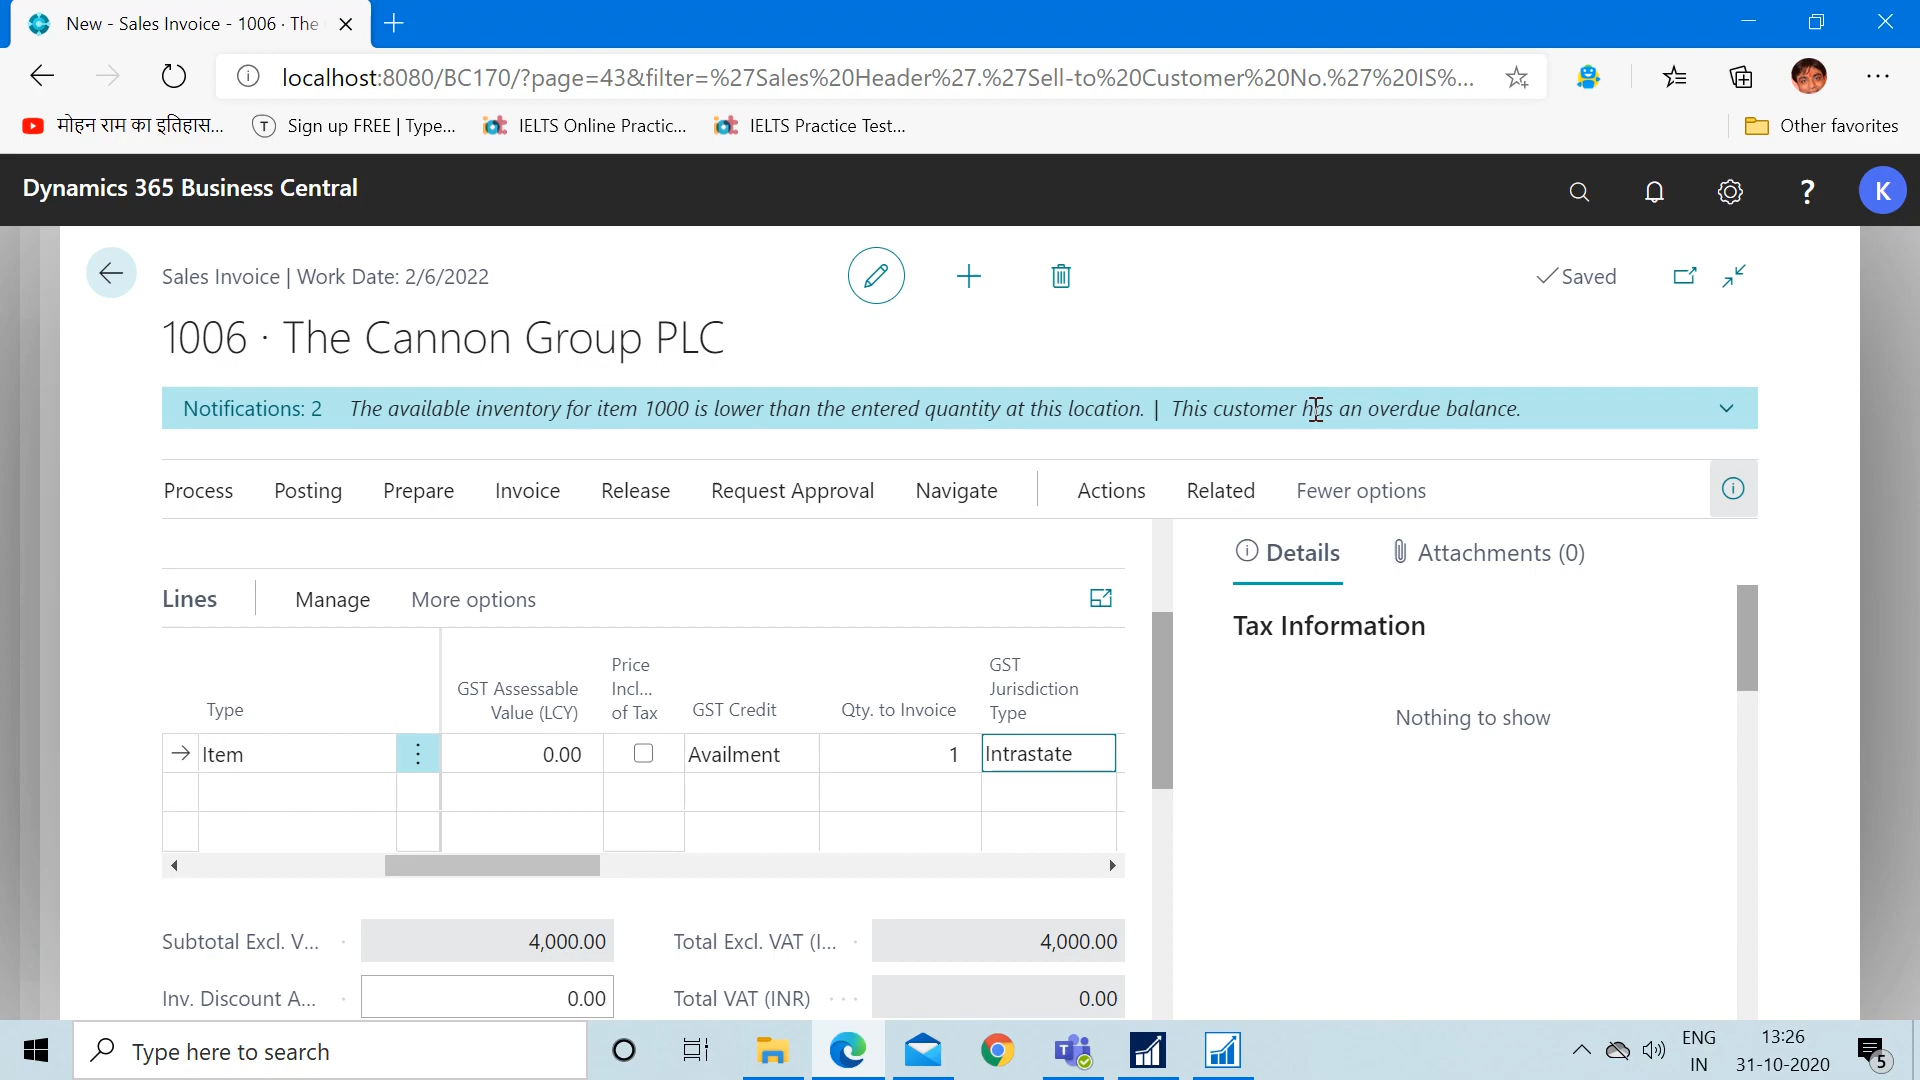 New - Sales Invoice - 1006 · The
localhost:8080/BC170/?page=43&filter=%27Sales%20Header%27.%27Sell-to%20Customer%20No.%27%20IS%...
मोहन राम का इतिहास...
T Sign up FREE | Type...
IELTS Online Practic...
IELTS Practice Test...
Other favorites
Dynamics 365 Business Central
?
K
Sales Invoice | Work Date: 2/6/2022
Saved
1006 · The Cannon Group PLC
Notifications: 2 The available inventory for item 1000 is lower than the entered quantity at this location. | This customer has an overdue balance.
Process Posting Prepare Invoice Release Request Approval Navigate Actions Related Fewer options
Details Attachments (0)
Lines Manage More options
Tax Information
Nothing to show
Type
GST Assessable
Value (LCY)
Price
Incl...
of Tax
GST Credit
Qty. to Invoice
GST
Jurisdiction
Type
Item 0.00 Availment 1 Intrastate
Subtotal Excl. V... 4,000.00 Total Excl. VAT (I... 4,000.00
Inv. Discount A... 0.00 Total VAT (INR) 0.00
Type here to search
ENG
IN
13:26
31-10-2020
5